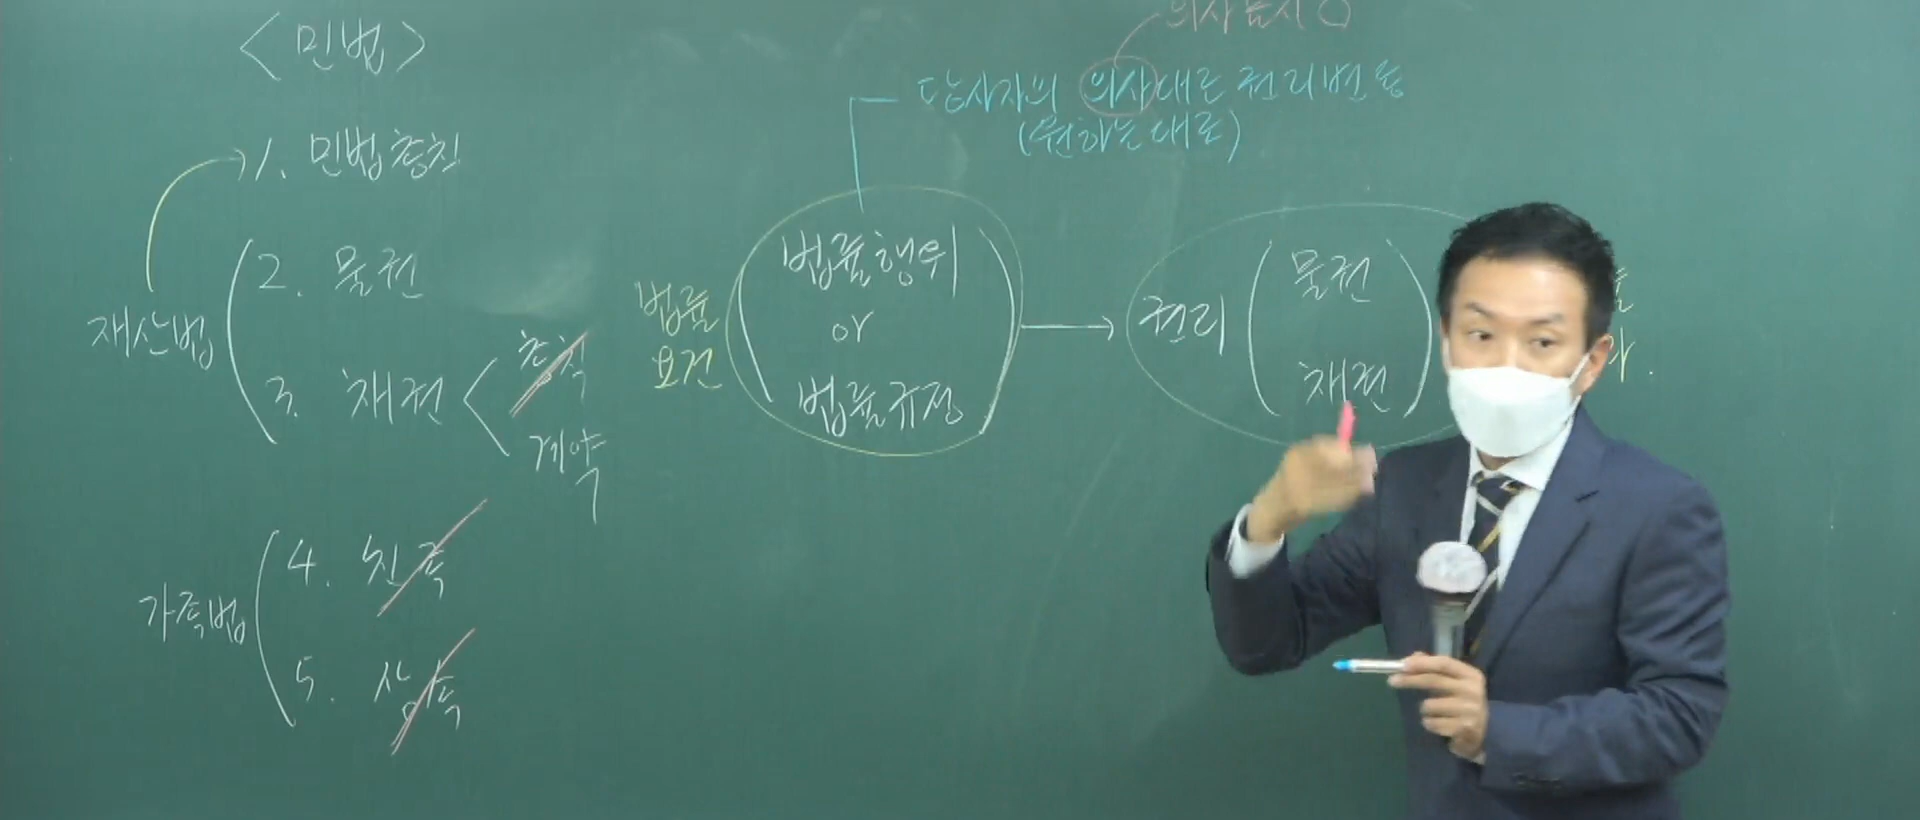 <민법>
1. 민법총칙
재산법
2. 물권
3. 채권
총칙
계약
가족법
4. 친족
5. 상속
의사표시 O
당사자의 의사대로 권리변동
(원하는대로)
법률
요건
법률행위
or
법률규정
권리
물권
채권